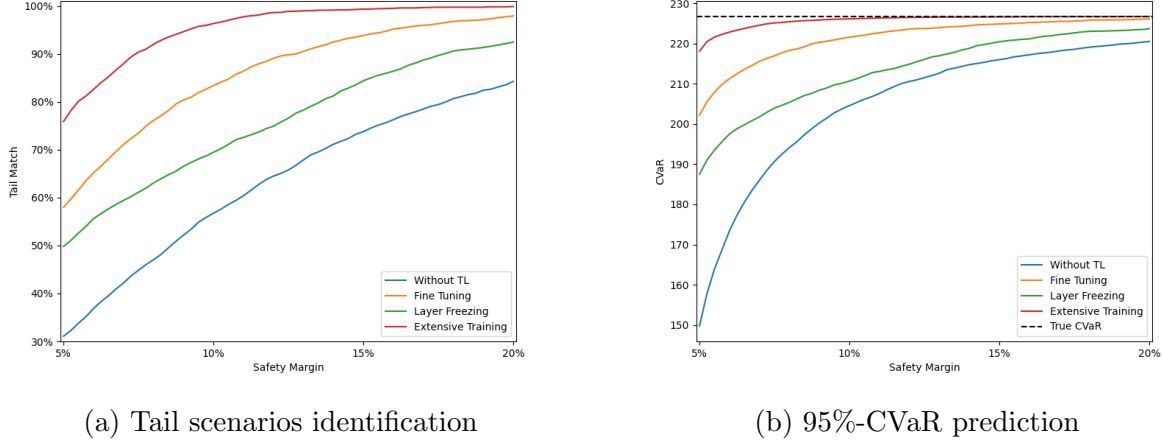 100%
90%
80%
70%
60%
50%
40%
30%
Tail Match
5%
10%
15%
20%
Safety Margin
Without TL
Fine Tuning
Layer Freezing
Extensive Training
(a) Tail scenarios identification
230
220
210
200
190
180
170
160
150
CVaR
5%
10%
15%
20%
Safety Margin
Without TL
Fine Tuning
Layer Freezing
Extensive Training
True CVaR
(b) 95%-CVaR prediction